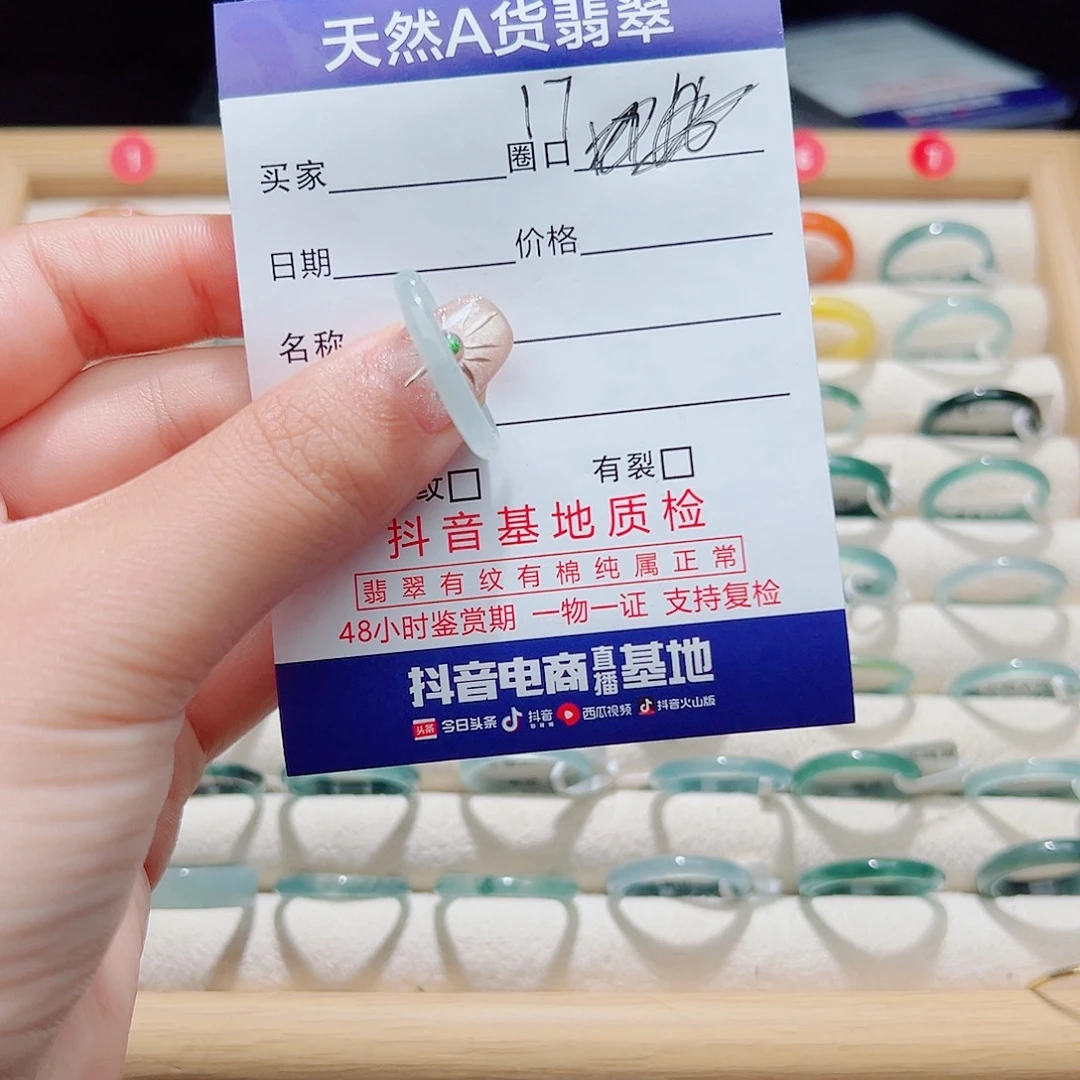 天然A货翡翠
17
买家 圈口
日期 价格
名称
纹□ 有裂□
抖音基地质检
翡翠有纹有棉纯属正常
48小时鉴赏期 一物一证 支持复检
抖音电商直播基地
头条 今日头条 抖音 西瓜视频 抖音火山版